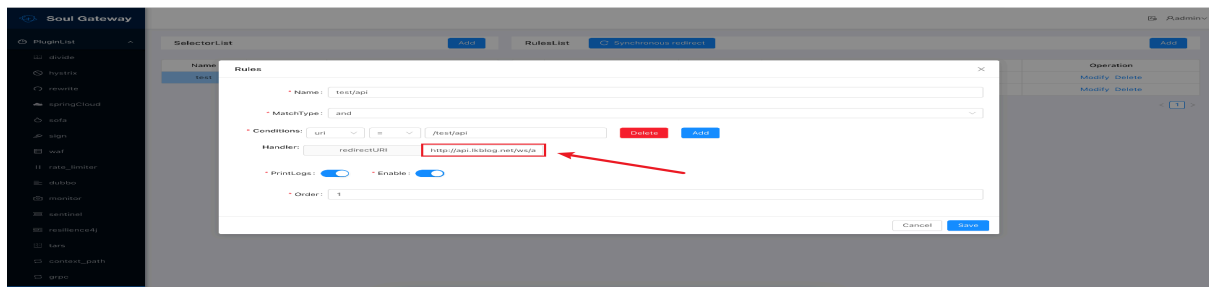 Soul Gateway
Admin
PluginList
SelectorList
Add
RulesList
Synchronous redirect
Add
divide
Name
Operation
hystrix
test
Modify Delete
rewrite
Modify Delete
springCloud
1
sofa
sign
waf
rate_limiter
dubbo
monitor
sentinel
resilience4j
tars
context_path
grpc
Rules
* Name: test/api
* MatchType: and
* Conditions: uri = /test/api Delete Add
Handler: redirectURI http://api.lkblog.net/ws/a
* PrintLogs: * Enable:
* Order: 1
Cancel Save